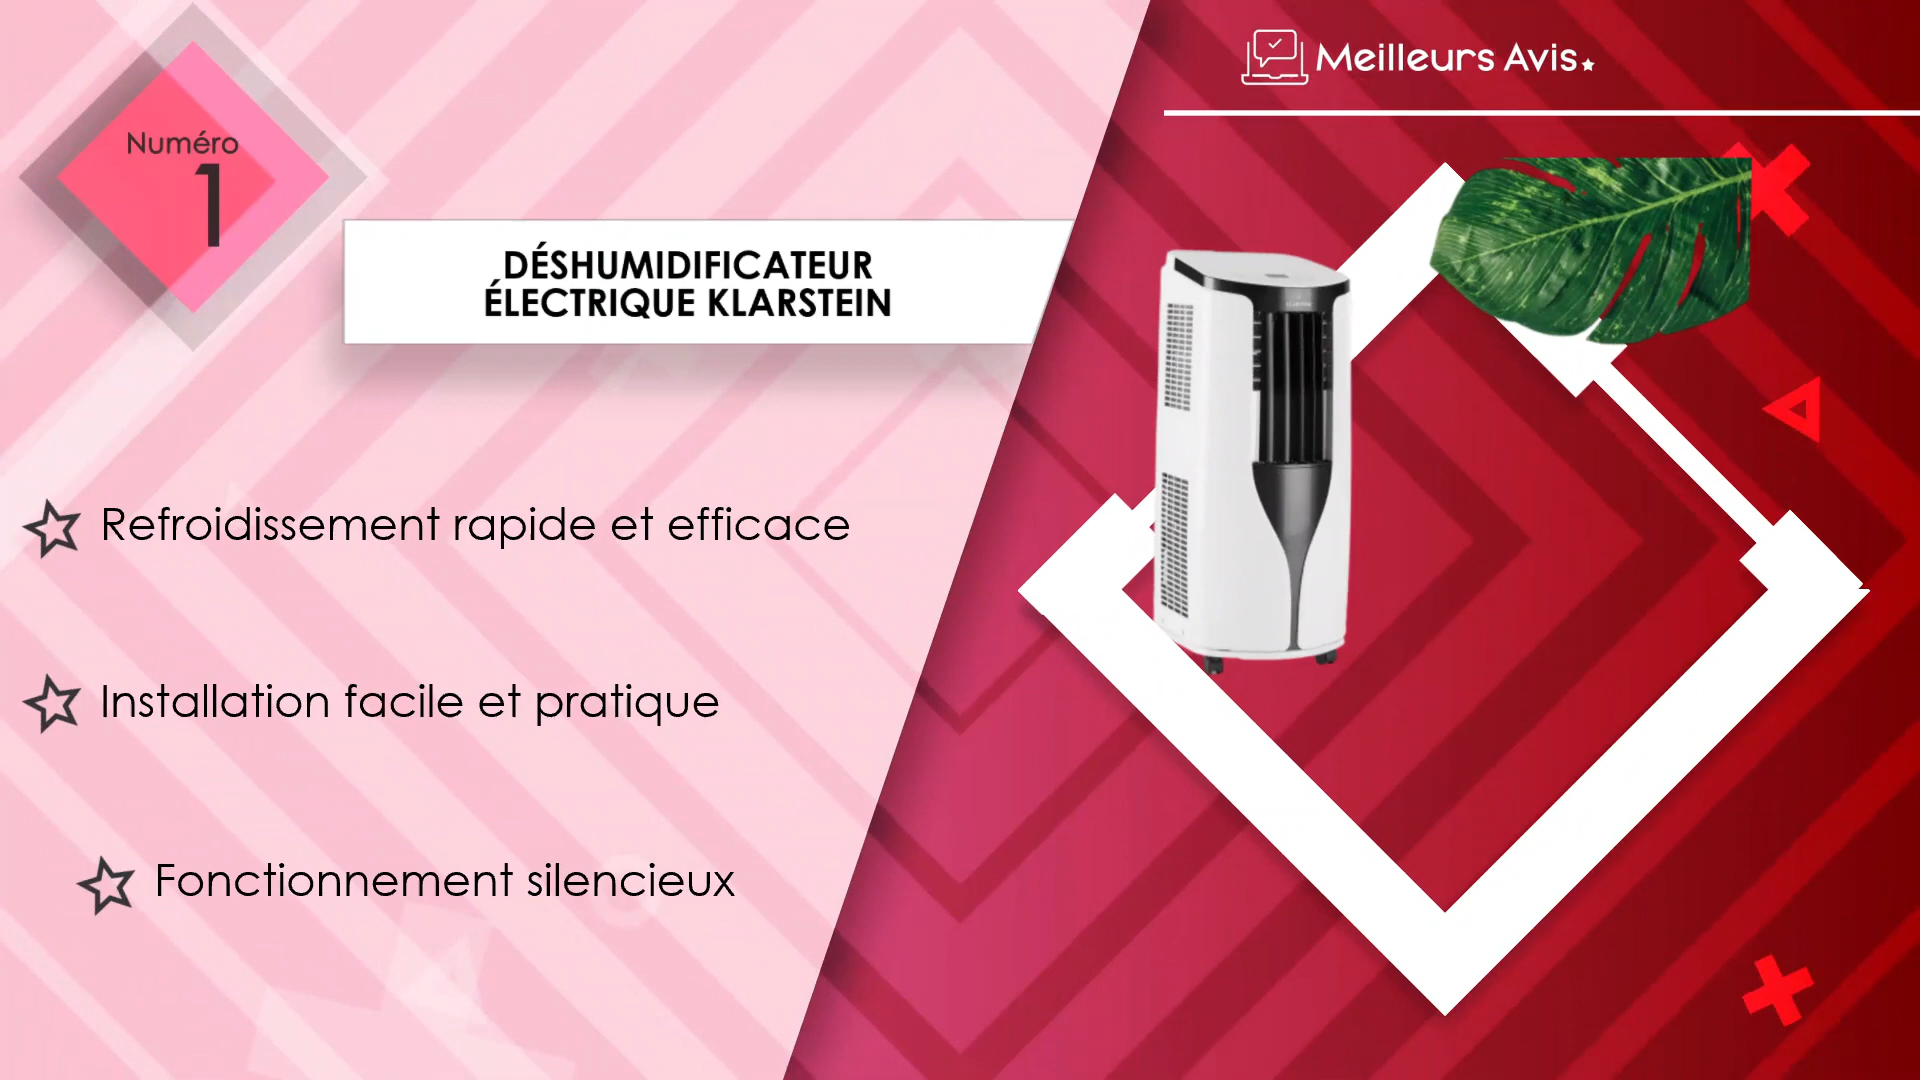 Meilleurs Avis
Numéro
1
DÉSHUMIDIFICATEUR
ÉLECTRIQUE KLARSTEIN
Refroidissement rapide et efficace
Installation facile et pratique
Fonctionnement silencieux